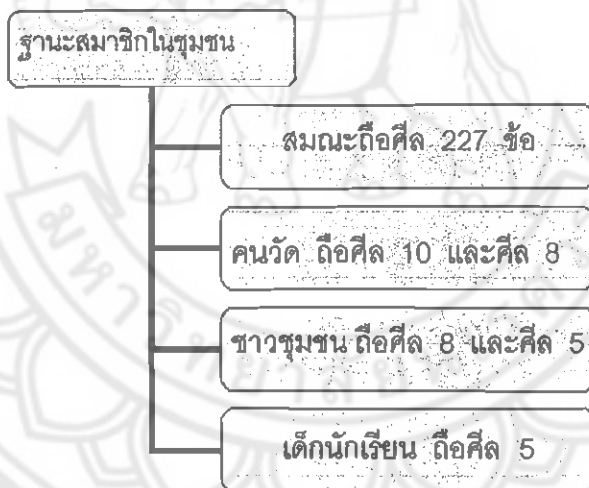 ฐานะสมาชิกในชุมชน
สมณะถือศีล 227 ข้อ
คนวัด ถือศีล 10 และศีล 8
ชาวชุมชน ถือศีล 8 และศีล 5
เด็กนักเรียน ถือศีล 5